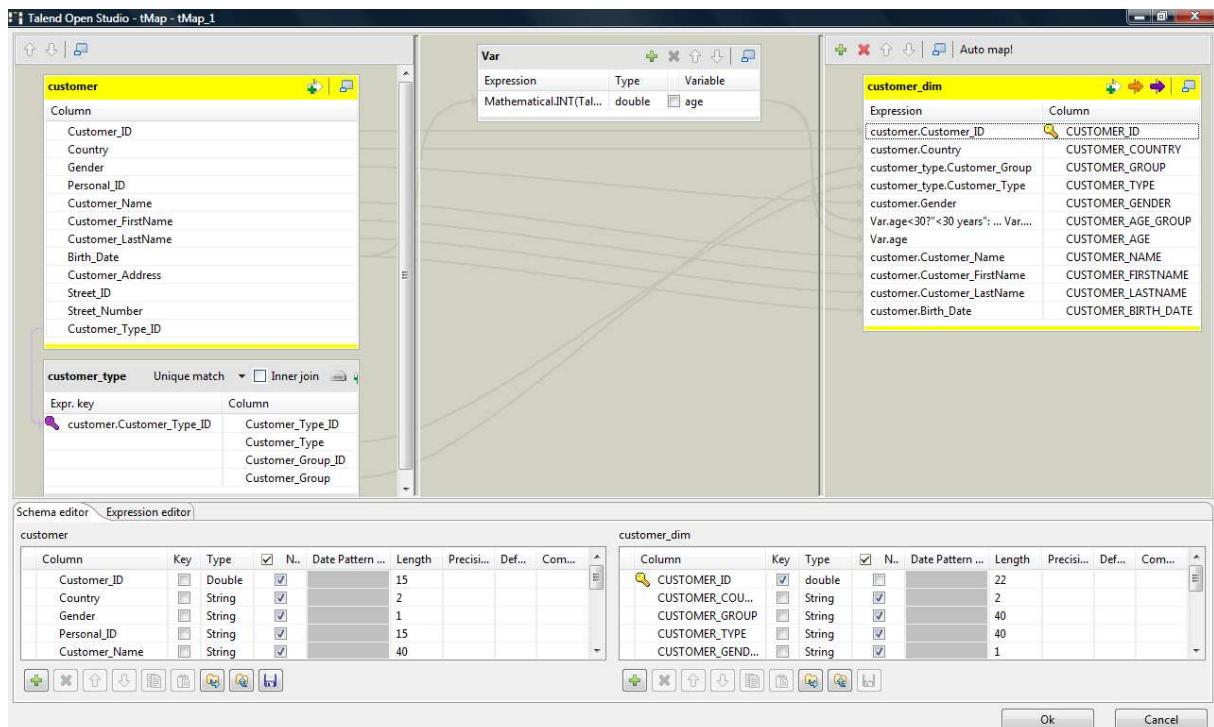 Talend Open Studio - tMap - tMap_1
customer
Column
Customer_ID
Country
Gender
Personal_ID
Customer_Name
Customer_FirstName
Customer_LastName
Birth_Date
Customer_Address
Street_ID
Street_Number
Customer_Type_ID
customer_type Unique match Inner join
Expr. key Column
customer.Customer_Type_ID Customer_Type_ID
Customer_Type
Customer_Group_ID
Customer_Group
Var
Expression Type Variable
Mathematical.INT(Tal... double age
Auto map!
customer_dim
Expression Column
customer.Customer_ID CUSTOMER_ID
customer.Country CUSTOMER_COUNTRY
customer_type.Customer_Group CUSTOMER_GROUP
customer_type.Customer_Type CUSTOMER_TYPE
customer.Gender CUSTOMER_GENDER
Var.age<30?"<30 years": ... Var.... CUSTOMER_AGE_GROUP
Var.age CUSTOMER_AGE
customer.Customer_Name CUSTOMER_NAME
customer.Customer_FirstName CUSTOMER_FIRSTNAME
customer.Customer_LastName CUSTOMER_LASTNAME
customer.Birth_Date CUSTOMER_BIRTH_DATE
Schema editor Expression editor
customer
Column Key Type N.. Date Pattern ... Length Precisi... Def... Com...
Customer_ID Double 15
Country String 2
Gender String 1
Personal_ID String 15
Customer_Name String 40
customer_dim
Column Key Type N.. Date Pattern ... Length Precisi... Def... Com...
CUSTOMER_ID double 22
CUSTOMER_COU... String 2
CUSTOMER_GROUP String 40
CUSTOMER_TYPE String 40
CUSTOMER_GEND... String 1
Ok Cancel